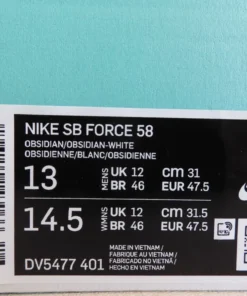 NIKE SB FORCE 58
OBSIDIAN/OBSIDIAN-WHITE
OBSIDIENNE/BLANC/OBSIDIENNE
13 MENS UK 12 CM 31
BR 46 EUR 47.5
14.5 WMNS UK 12 CM 31.5
BR 46 EUR 47.5
MADE IN VIETNAM /
FABRIQUÉ AU VIETNAM /
FABRICADO NO VIETNÃ /
HECHO EN VIETNAM
DV5477 401